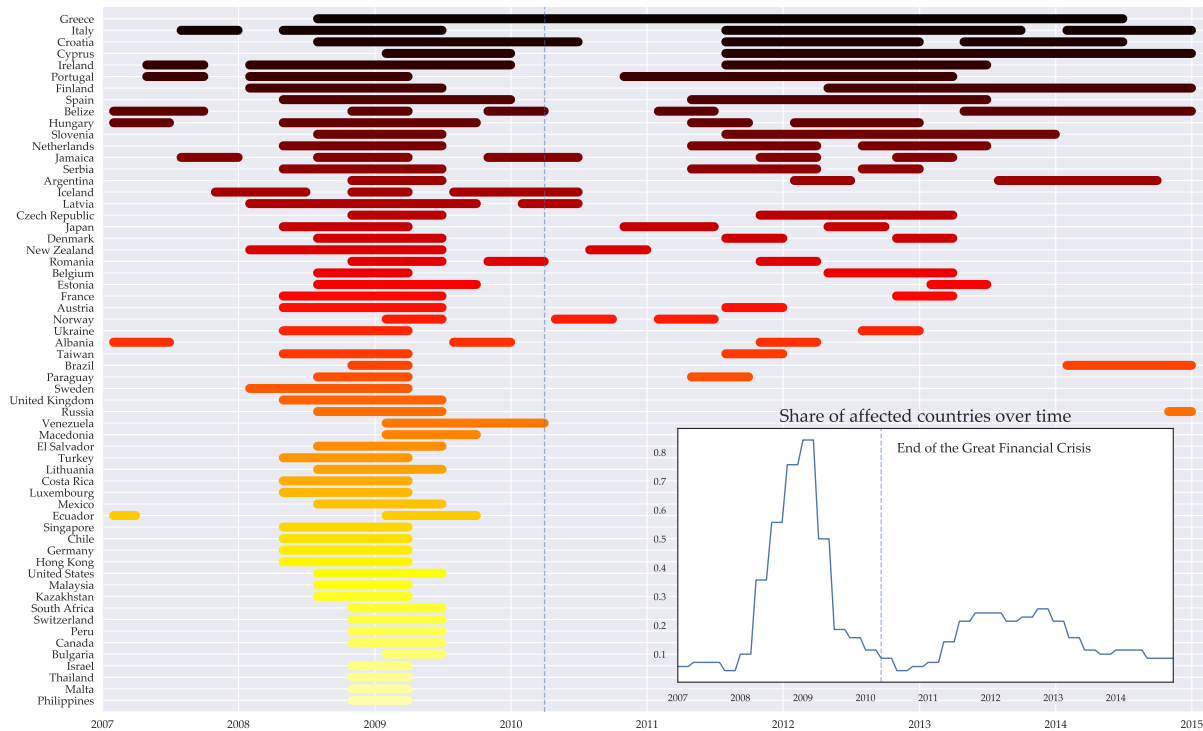 Greece
Italy
Croatia
Cyprus
Ireland
Portugal
Finland
Spain
Belize
Hungary
Slovenia
Netherlands
Jamaica
Serbia
Argentina
Iceland
Latvia
Czech Republic
Japan
Denmark
New Zealand
Romania
Belgium
Estonia
France
Austria
Norway
Ukraine
Albania
Taiwan
Brazil
Paraguay
Sweden
United Kingdom
Russia
Venezuela
Macedonia
El Salvador
Turkey
Lithuania
Costa Rica
Luxembourg
Mexico
Ecuador
Singapore
Chile
Germany
Hong Kong
United States
Malaysia
Kazakhstan
South Africa
Switzerland
Peru
Canada
Bulgaria
Israel
Thailand
Malta
Philippines
2007 2008 2009 2010 2011 2012 2013 2014 2015
Share of affected countries over time
End of the Great Financial Crisis
0.8
0.7
0.6
0.5
0.4
0.3
0.2
0.1
2007 2008 2009 2010 2011 2012 2013 2014